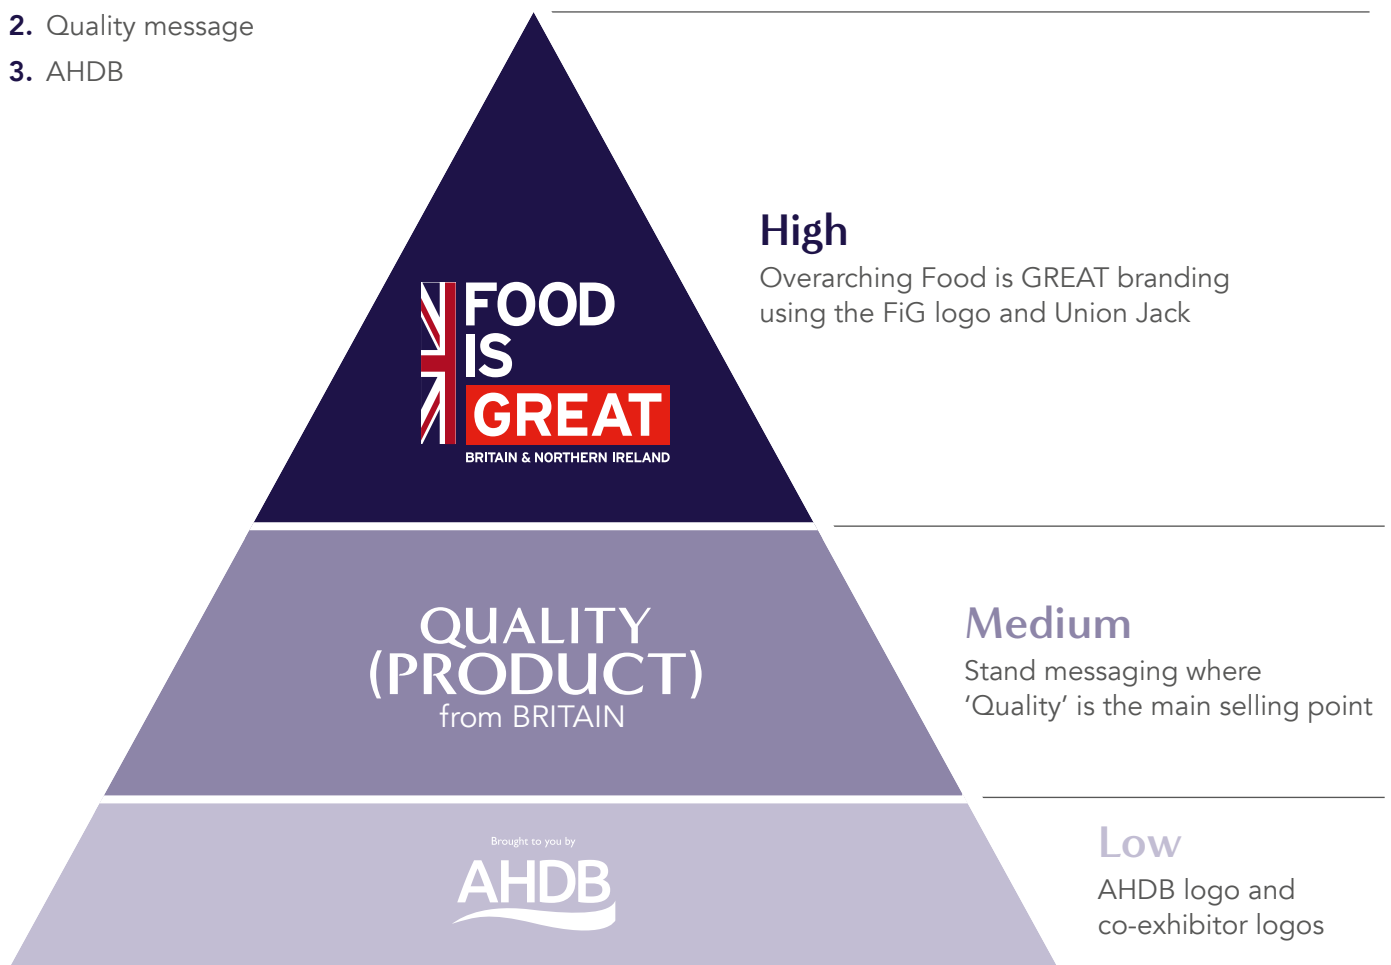 2. Quality message
3. AHDB
FOOD
IS
GREAT
BRITAIN & NORTHERN IRELAND
High
Overarching Food is GREAT branding
using the FiG logo and Union Jack
QUALITY
(PRODUCT)
from BRITAIN
Medium
Stand messaging where
‘Quality’ is the main selling point
Brought to you by
AHDB
Low
AHDB logo and
co-exhibitor logos